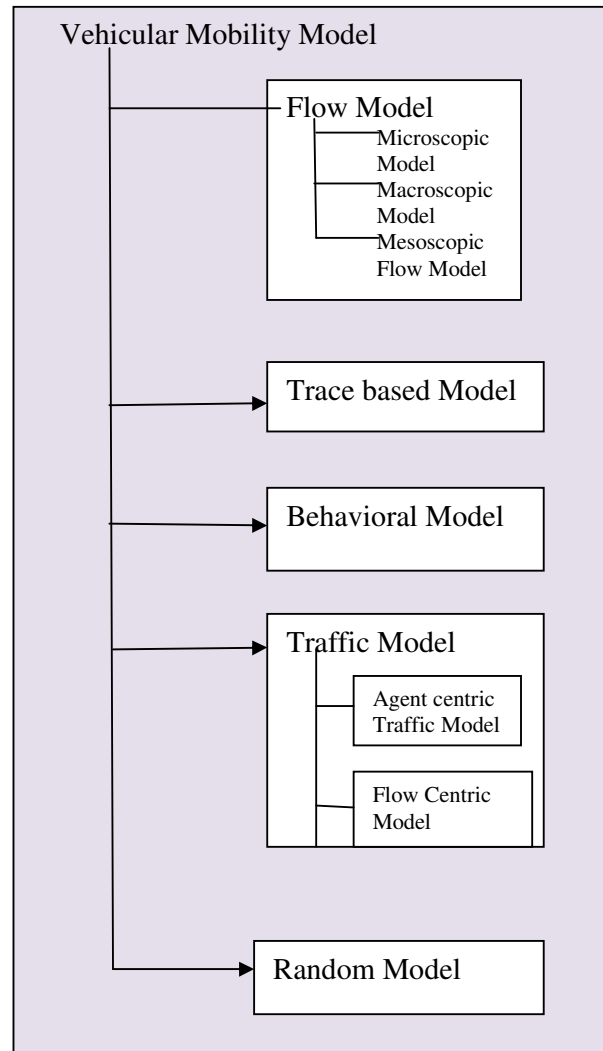 Vehicular Mobility Model
Flow Model
Microscopic
Model
Macroscopic
Model
Mesoscopic
Flow Model
Trace based Model
Behavioral Model
Traffic Model
Agent centric
Traffic Model
Flow Centric
Model
Random Model